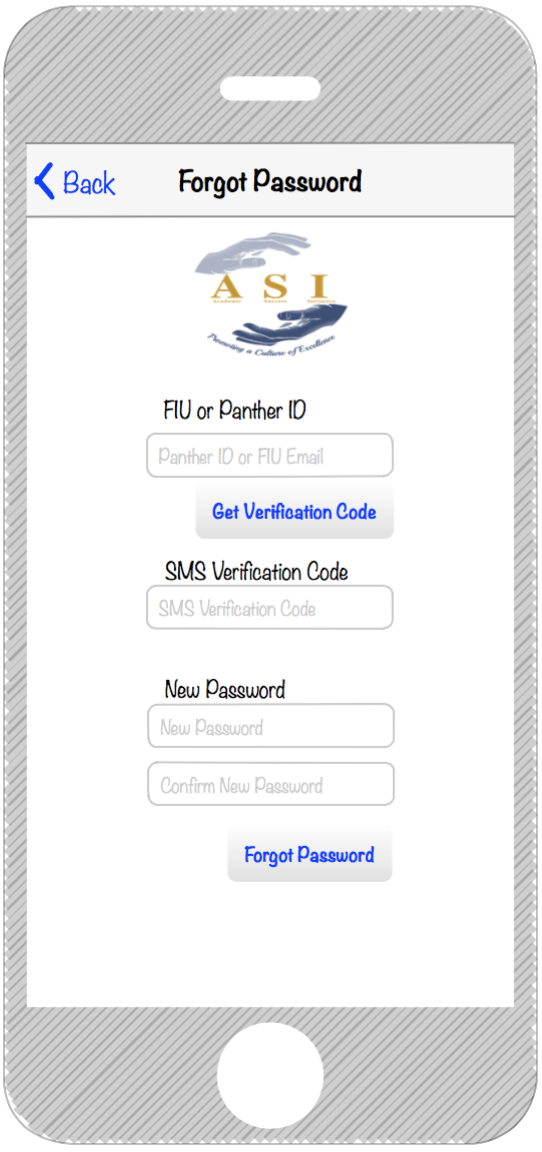 Back
Forgot Password
A S I
Academic Success Initiative
Promoting a Culture of Excellence
FIU or Panther ID
Panther ID or FIU Email
Get Verification Code
SMS Verification Code
SMS Verification Code
New Password
New Password
Confirm New Password
Forgot Password